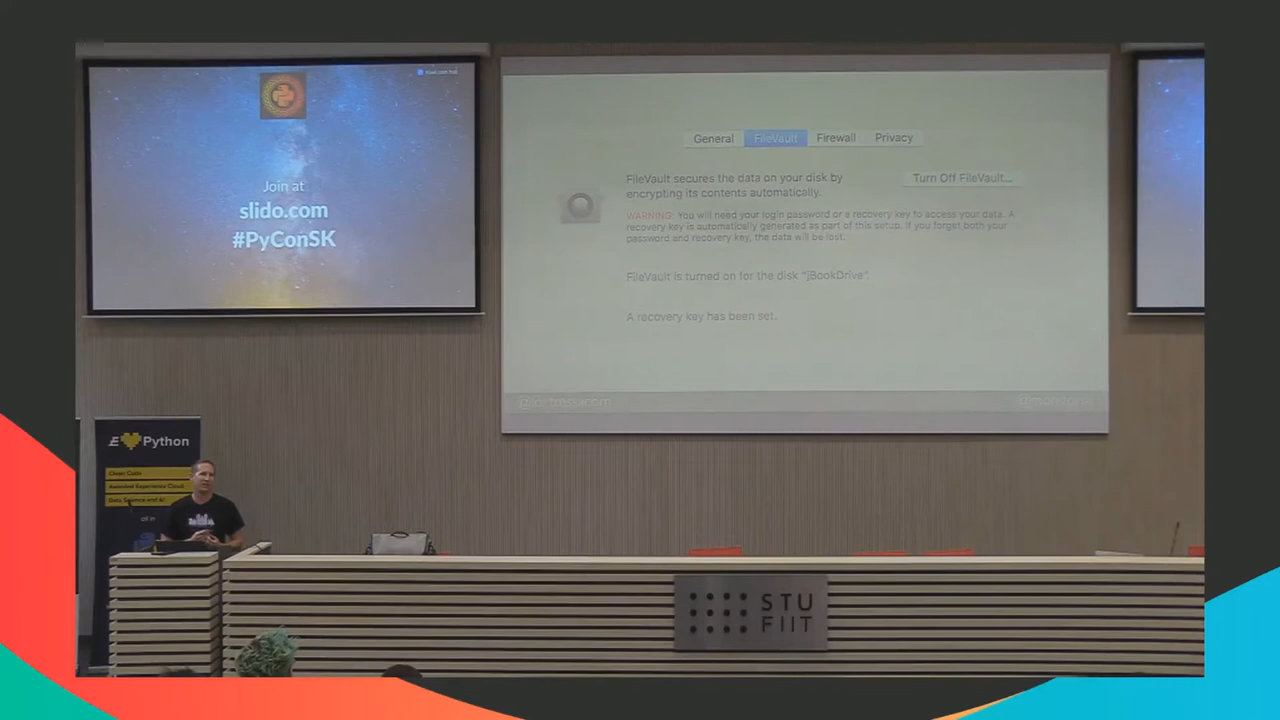 Join at
slido.com
#PyConSK
General FileVault Firewall Privacy
FileVault secures the data on your disk by
encrypting its contents automatically.
Turn Off FileVault...
WARNING: You will need your login password or a recovery key to access your data. A
recovery key is automatically generated as part of this setup. If you forget both your
password and recovery key, the data will be lost.
FileVault is turned on for the disk "jBookDrive"
A recovery key has been set.
Python
Clean Code
Automated Experience Cloud
Data Science and AI
STU
FIIT